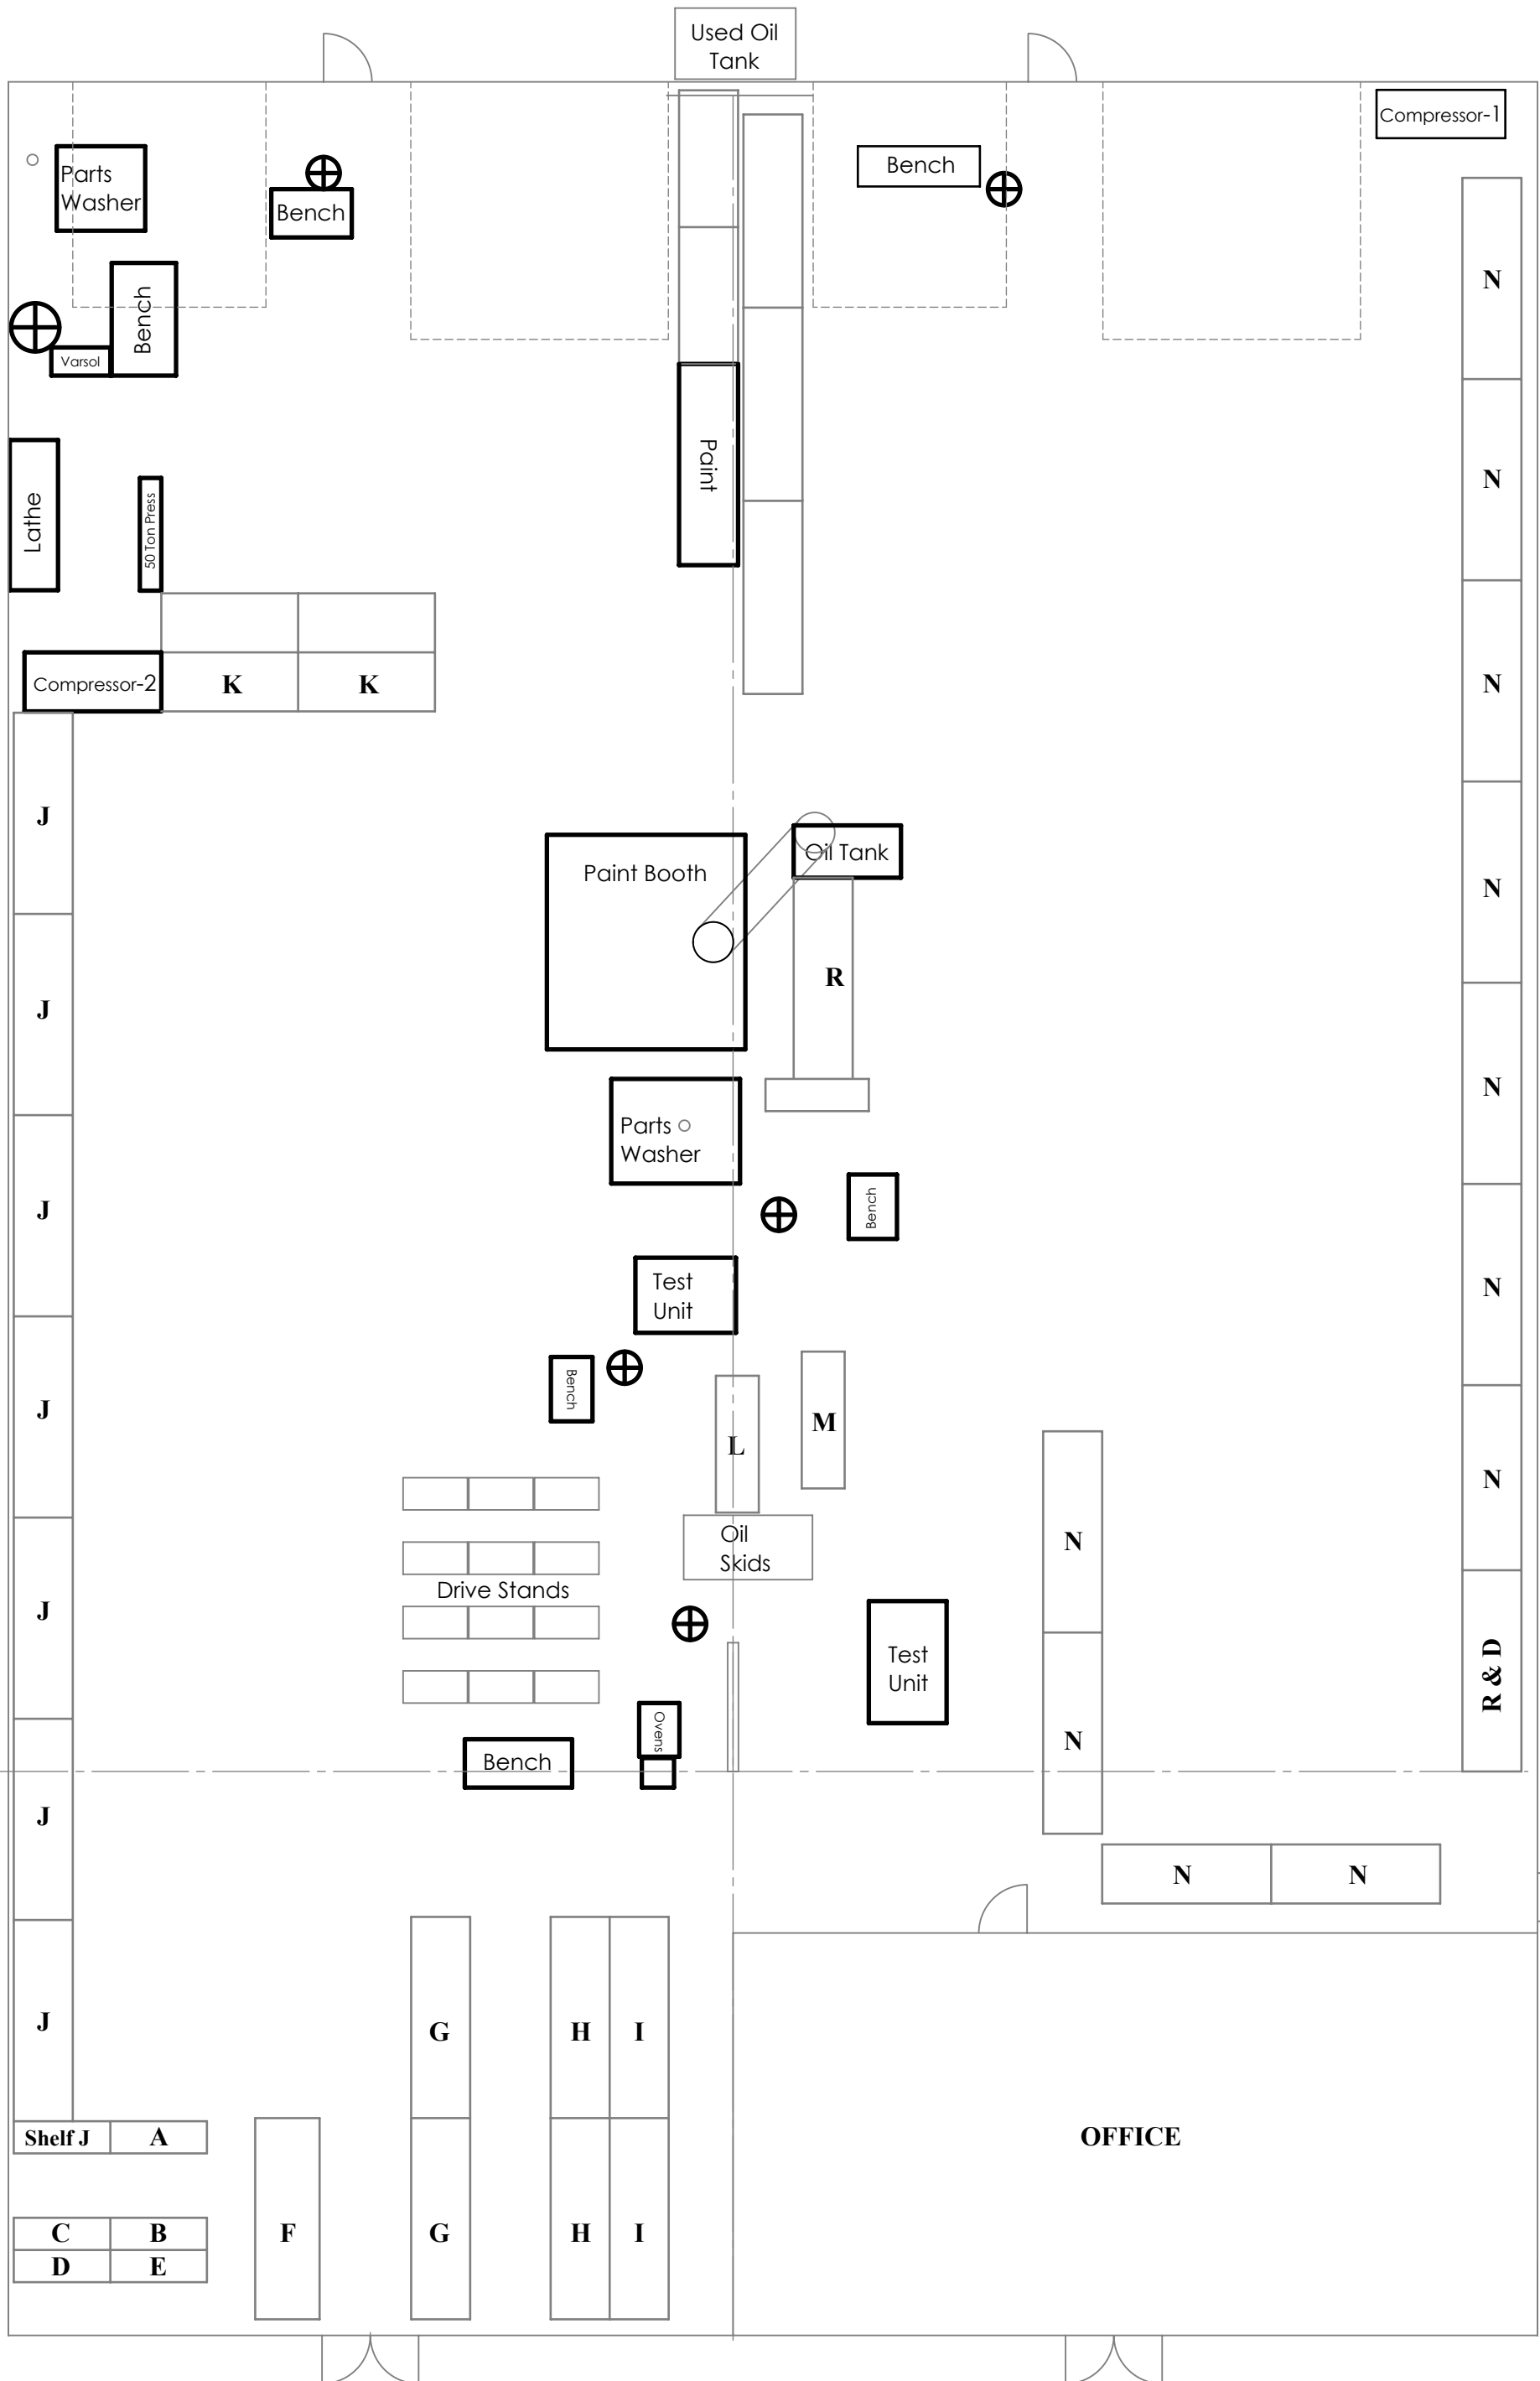 Used Oil
Tank
Compressor-1
Parts
Washer
Bench
Bench
N
Bench
Varsol
Paint
N
Lathe
50 Ton Press
Compressor-2
K
K
N
J
Paint Booth
Oil Tank
N
R
J
N
Parts
Washer
J
Bench
Test
Unit
N
Bench
J
M
L
N
Oil
Skids
N
Drive Stands
J
Test
Unit
R & D
Ovens
Bench
N
J
N
N
J
G
H
I
Shelf J
A
OFFICE
C
B
F
G
H
I
D
E